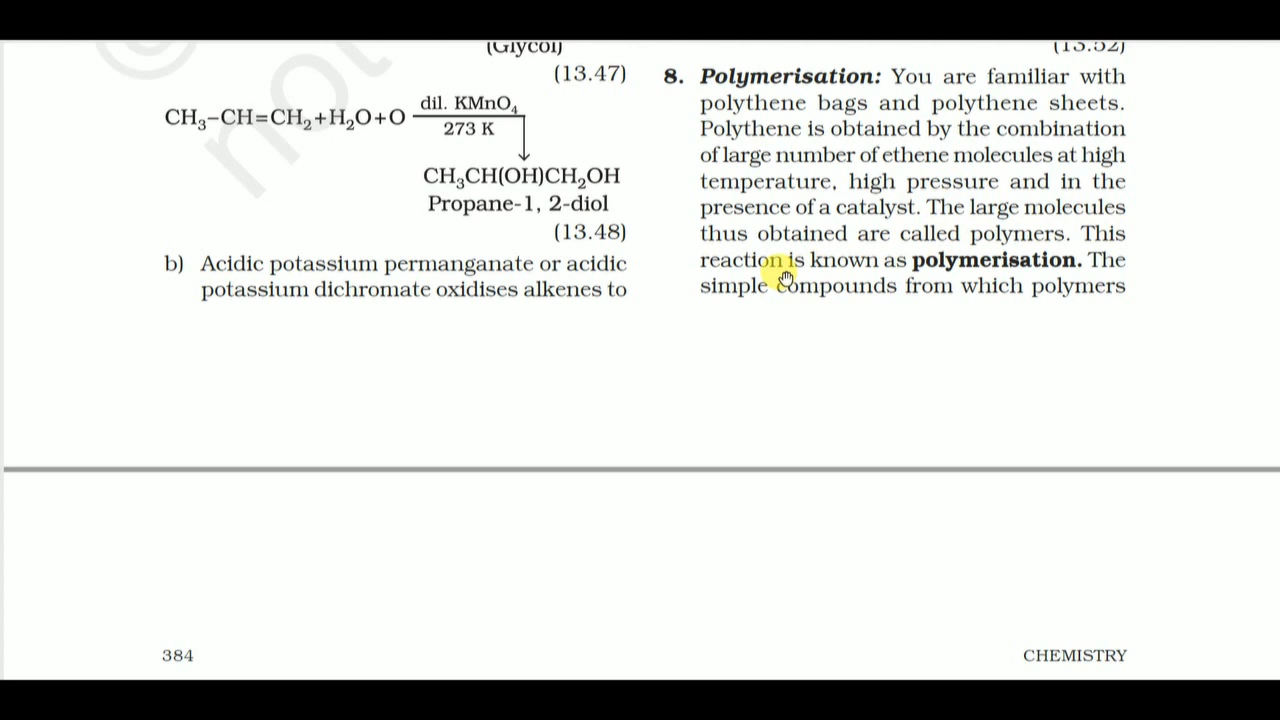 (Glycol)
(13.47)
CH₃–CH=CH₂+H₂O+O dil. KMnO₄
273 K
CH₃CH(OH)CH₂OH
Propane-1, 2-diol
(13.48)
b) Acidic potassium permanganate or acidic
potassium dichromate oxidises alkenes to
(13.52)
8. Polymerisation: You are familiar with
polythene bags and polythene sheets.
Polythene is obtained by the combination
of large number of ethene molecules at high
temperature, high pressure and in the
presence of a catalyst. The large molecules
thus obtained are called polymers. This
reaction is known as polymerisation. The
simple compounds from which polymers
not
384
CHEMISTRY